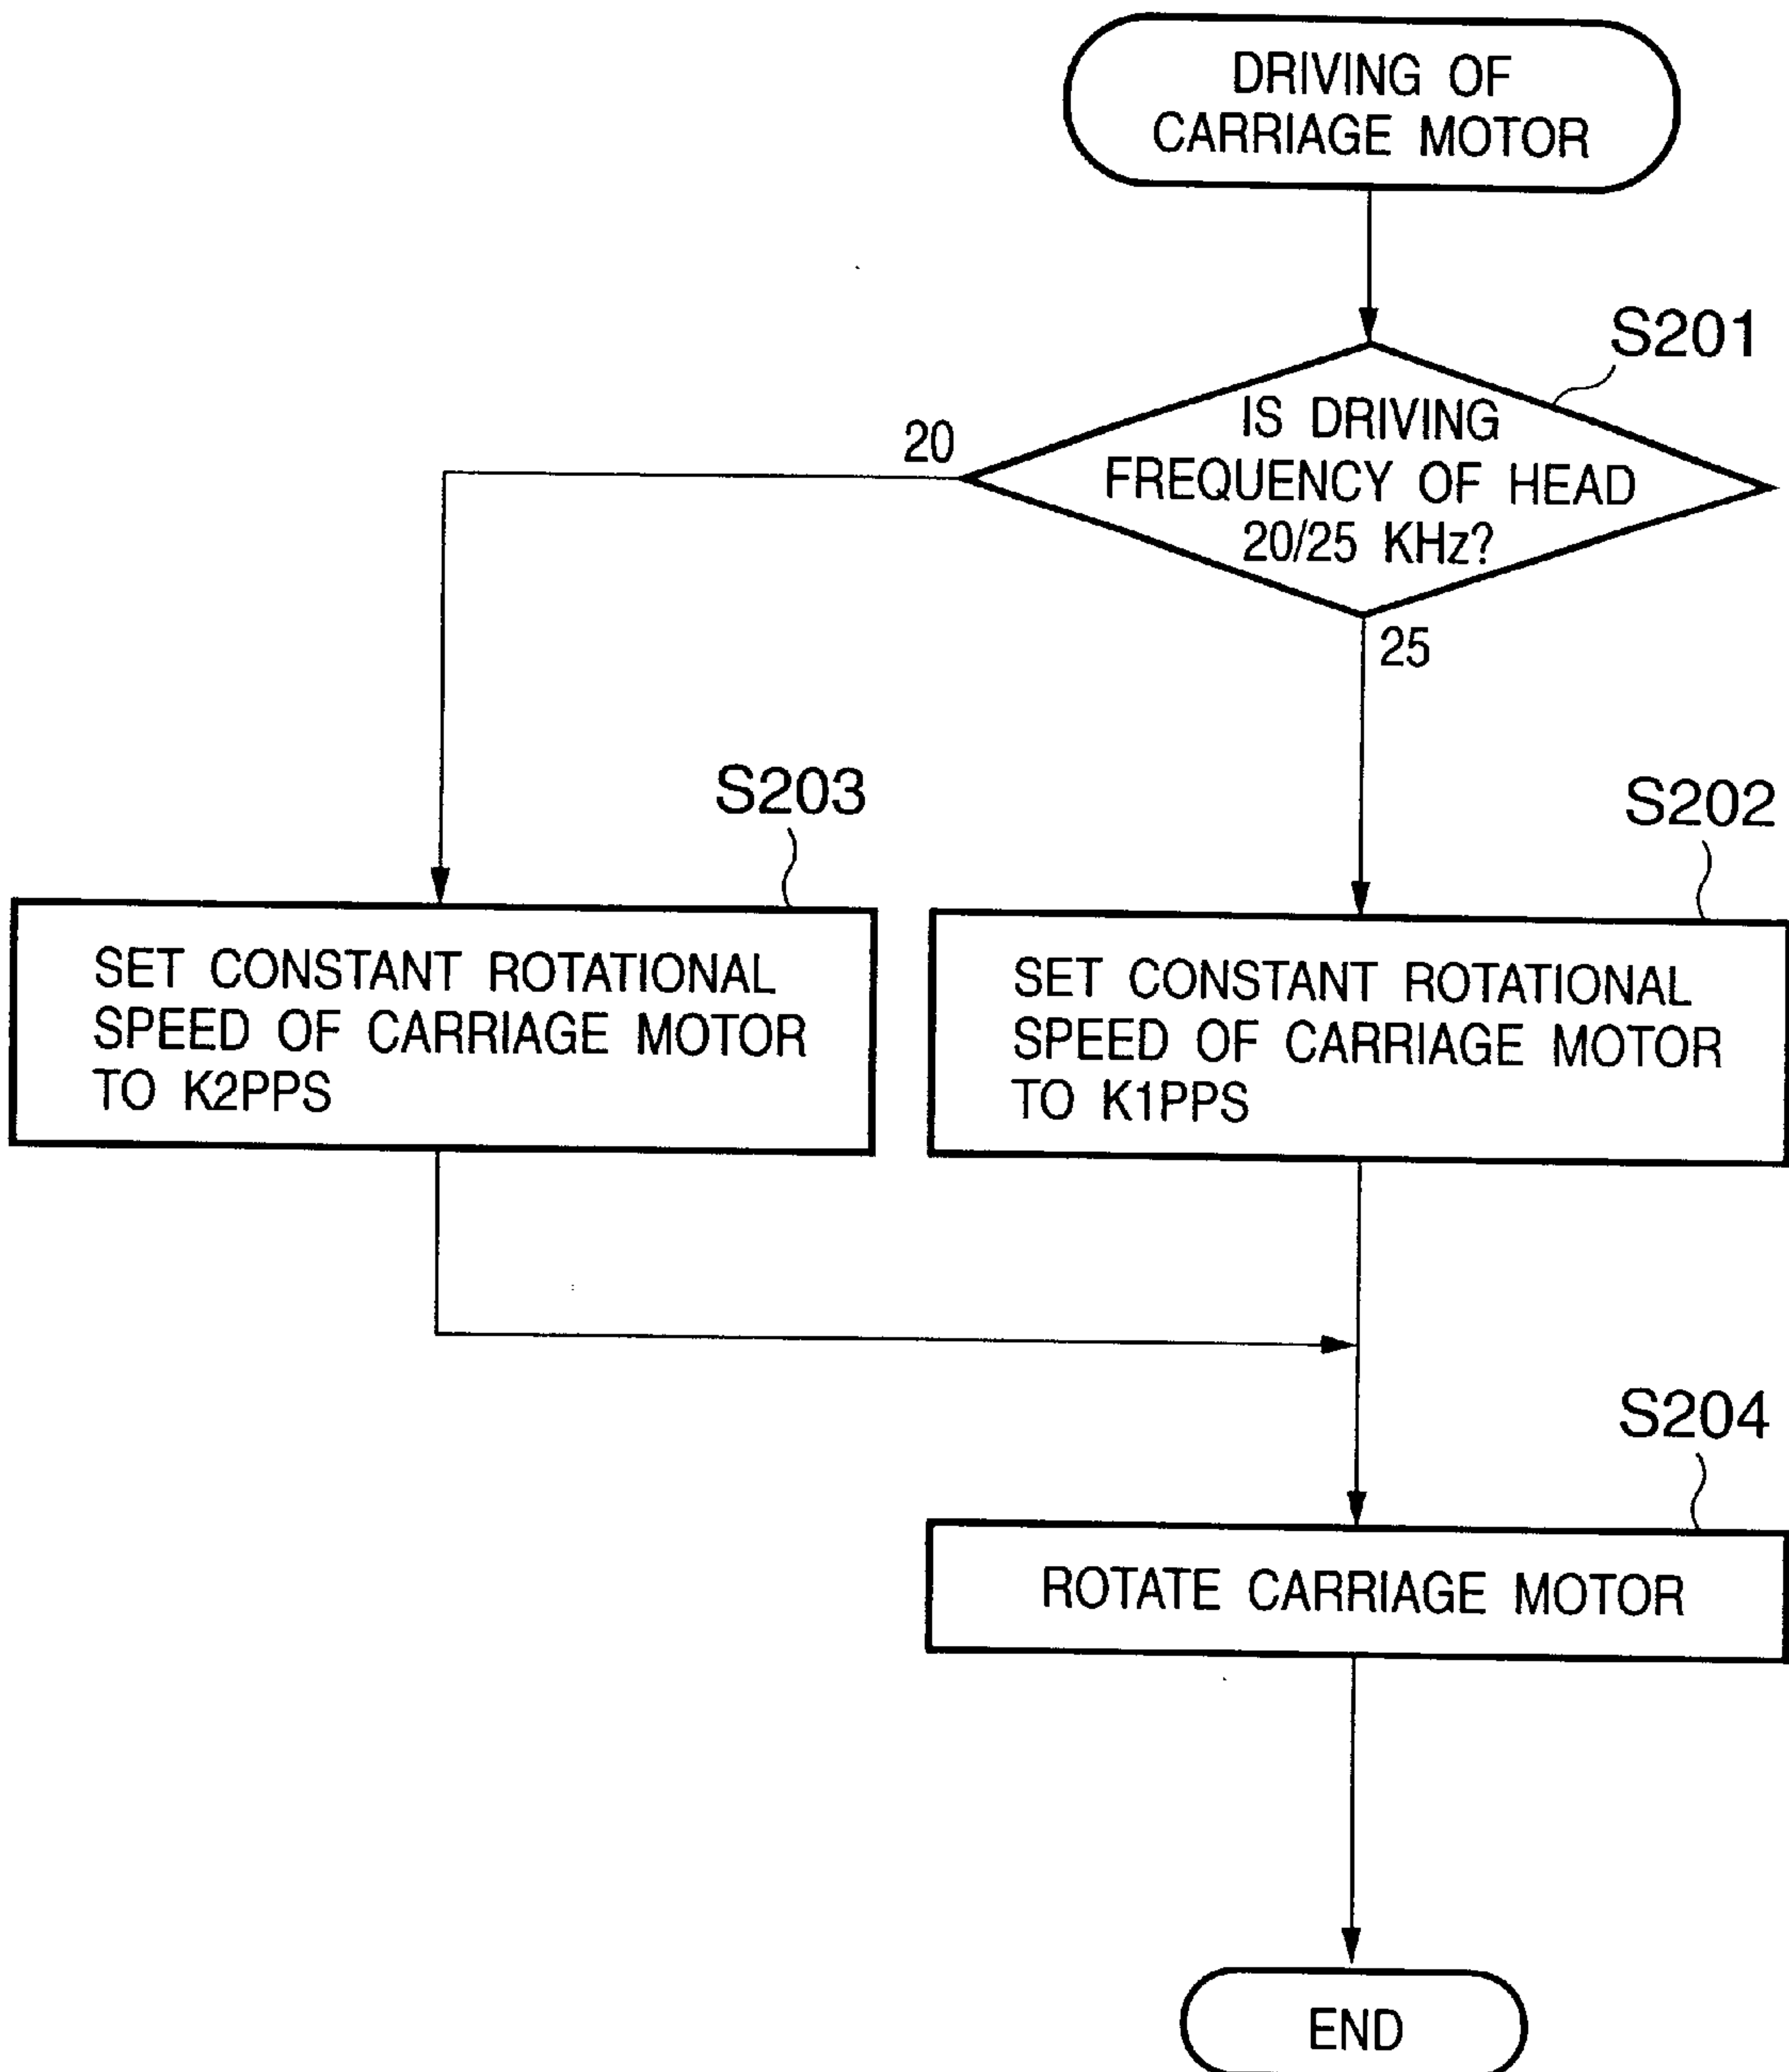 DRIVING OF
CARRIAGE MOTOR
S201
IS DRIVING
FREQUENCY OF HEAD
20/25 KHz?
20
25
S203
SET CONSTANT ROTATIONAL
SPEED OF CARRIAGE MOTOR
TO K2PPS
S202
SET CONSTANT ROTATIONAL
SPEED OF CARRIAGE MOTOR
TO K1PPS
S204
ROTATE CARRIAGE MOTOR
END